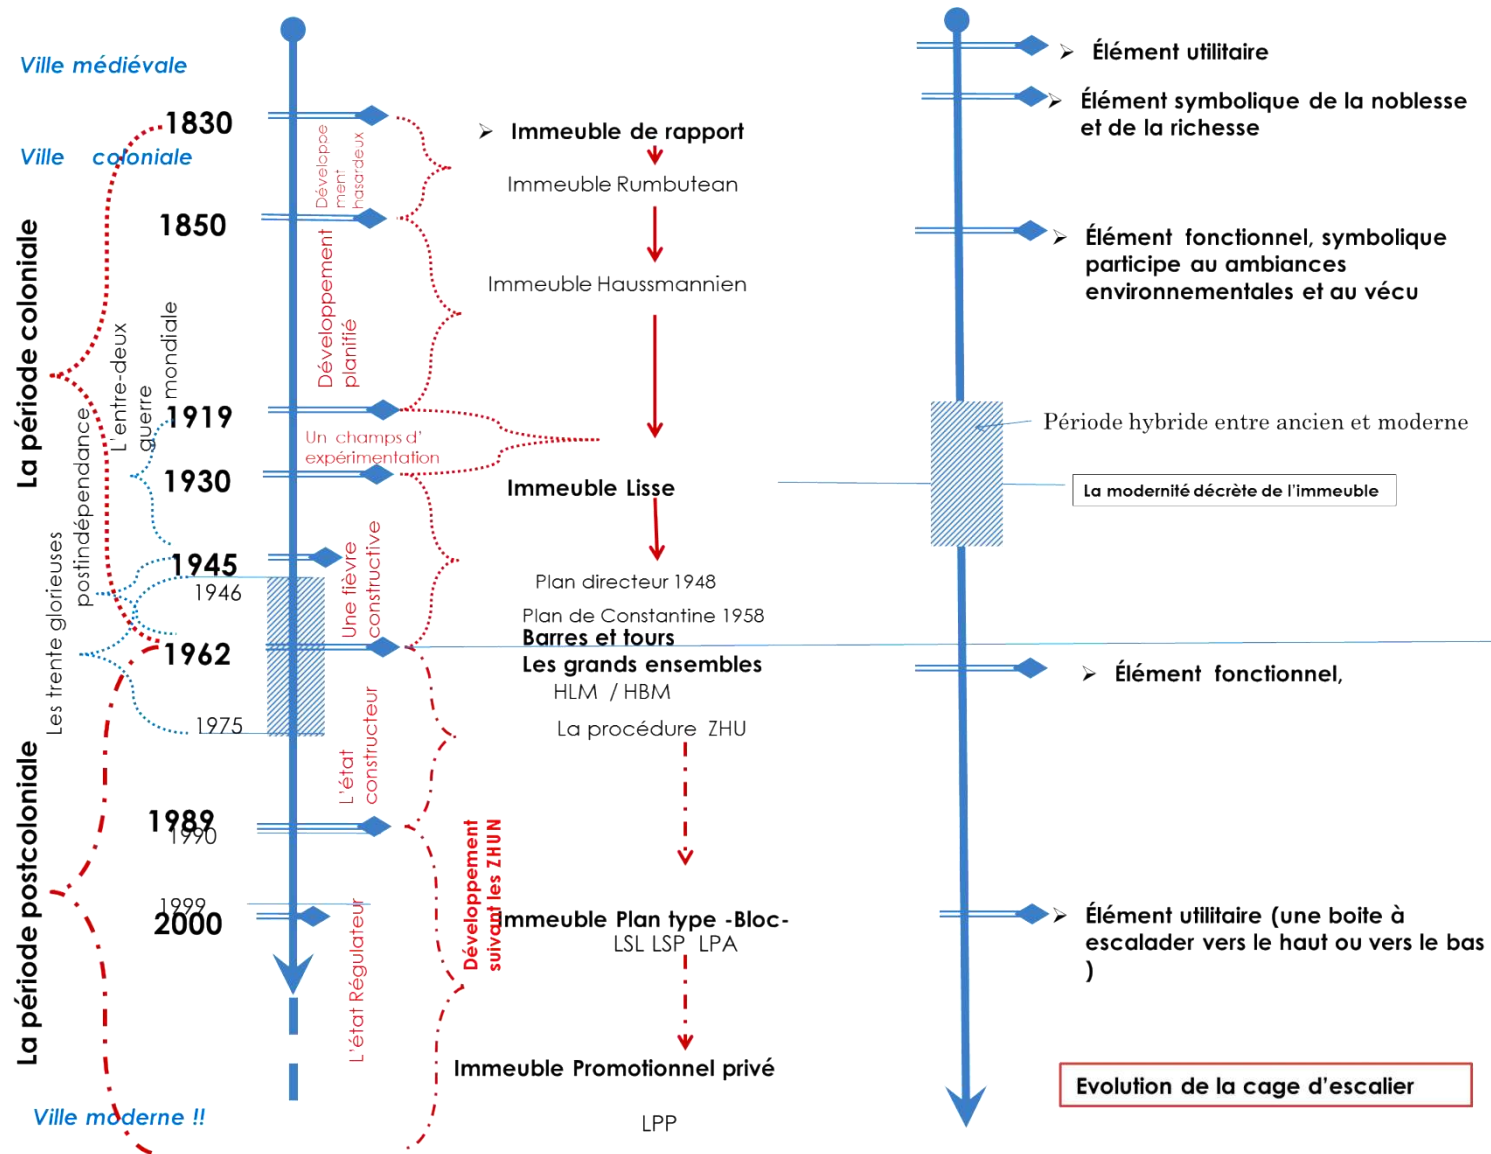 Ville médiévale
1830
Ville coloniale
1850
La période coloniale
L'entre-deux
guerre
mondiale
1919
1930
1945
1946
1962
1975
Les trente glorieuses
postindépendance
La période postcoloniale
1989
1990
1999
2000
Ville moderne !!
Développe
ment
hasardeux
Développement
planifié
Un champs d'
expérimentation
Une fièvre
constructive
L'état
constructeur
L'état Régulateur
Développement
suivant les ZHUN
➢ Immeuble de rapport
Immeuble Rumbutean
Immeuble Haussmannien
Immeuble Lisse
Plan directeur 1948
Plan de Constantine 1958
Barres et tours
Les grands ensembles
HLM / HBM
La procédure ZHU
Immeuble Plan type -Bloc-
LSL LSP LPA
Immeuble Promotionnel privé
LPP
➢ Élément utilitaire
➢ Élément symbolique de la noblesse
et de la richesse
➢ Élément fonctionnel, symbolique
participe au ambiances
environnementales et au vécu
Période hybride entre ancien et moderne
La modernité décrète de l'immeuble
➢ Élément fonctionnel,
➢ Élément utilitaire (une boite à
escalader vers le haut ou vers le bas
)
Evolution de la cage d'escalier